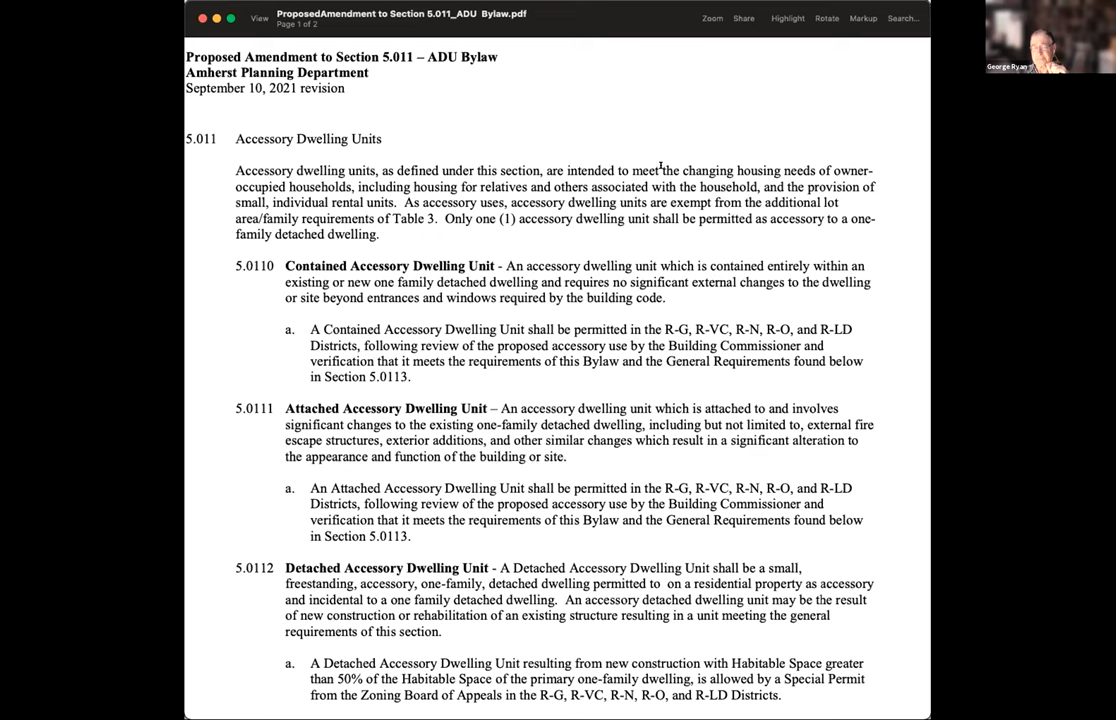 View
ProposedAmendment to Section 5.011_ADU Bylaw.pdf
Page 1 of 2
Zoom Share Highlight Rotate Markup Search...
George Ryan
Proposed Amendment to Section 5.011 – ADU Bylaw
Amherst Planning Department
September 10, 2021 revision
5.011 Accessory Dwelling Units
Accessory dwelling units, as defined under this section, are intended to meet the changing housing needs of owner-
occupied households, including housing for relatives and others associated with the household, and the provision of
small, individual rental units. As accessory uses, accessory dwelling units are exempt from the additional lot
area/family requirements of Table 3. Only one (1) accessory dwelling unit shall be permitted as accessory to a one-
family detached dwelling.
5.0110 Contained Accessory Dwelling Unit - An accessory dwelling unit which is contained entirely within an
existing or new one family detached dwelling and requires no significant external changes to the dwelling
or site beyond entrances and windows required by the building code.
a. A Contained Accessory Dwelling Unit shall be permitted in the R-G, R-VC, R-N, R-O, and R-LD
Districts, following review of the proposed accessory use by the Building Commissioner and
verification that it meets the requirements of this Bylaw and the General Requirements found below
in Section 5.0113.
5.0111 Attached Accessory Dwelling Unit – An accessory dwelling unit which is attached to and involves
significant changes to the existing one-family detached dwelling, including but not limited to, external fire
escape structures, exterior additions, and other similar changes which result in a significant alteration to
the appearance and function of the building or site.
a. An Attached Accessory Dwelling Unit shall be permitted in the R-G, R-VC, R-N, R-O, and R-LD
Districts, following review of the proposed accessory use by the Building Commissioner and
verification that it meets the requirements of this Bylaw and the General Requirements found below
in Section 5.0113.
5.0112 Detached Accessory Dwelling Unit - A Detached Accessory Dwelling Unit shall be a small,
freestanding, accessory, one-family, detached dwelling permitted to on a residential property as accessory
and incidental to a one family detached dwelling. An accessory detached dwelling unit may be the result
of new construction or rehabilitation of an existing structure resulting in a unit meeting the general
requirements of this section.
a. A Detached Accessory Dwelling Unit resulting from new construction with Habitable Space greater
than 50% of the Habitable Space of the primary one-family dwelling, is allowed by a Special Permit
from the Zoning Board of Appeals in the R-G, R-VC, R-N, R-O, and R-LD Districts.